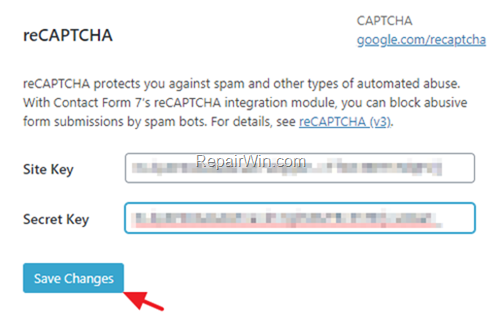 CAPTCHA
reCAPTCHA
google.com/recaptcha
reCAPTCHA protects you against spam and other types of automated abuse.
With Contact Form 7's reCAPTCHA integration module, you can block abusive
form submissions by spam bots. For details, see reCAPTCHA (v3).
RepairWin.com
Site Key
Secret Key
Save Changes